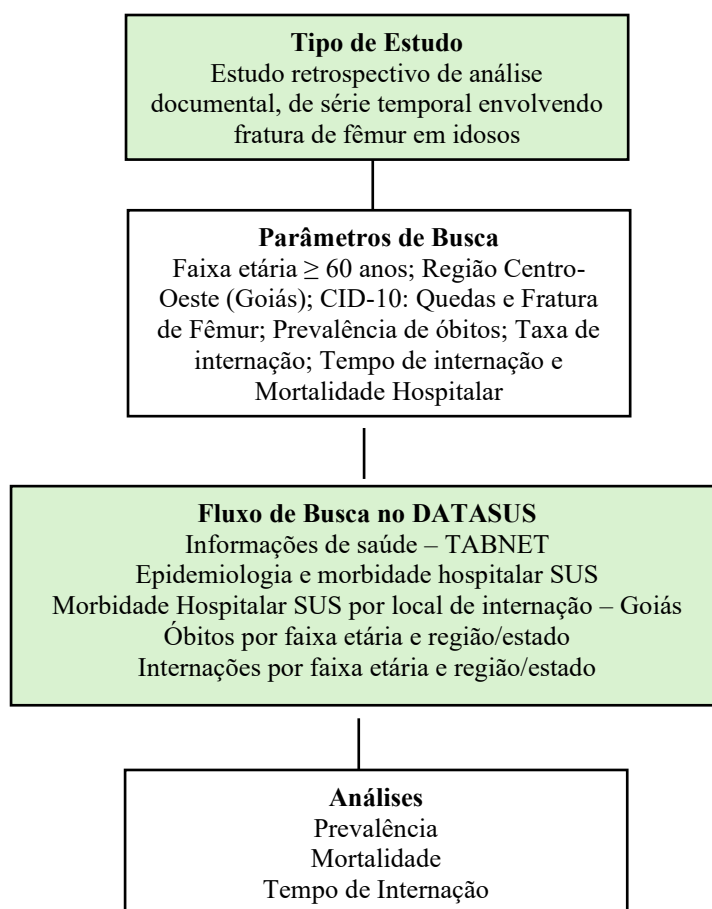 Tipo de Estudo
Estudo retrospectivo de análise
documental, de série temporal envolvendo
fratura de fêmur em idosos
Parâmetros de Busca
Faixa etária ≥ 60 anos; Região Centro-
Oeste (Goiás); CID-10: Quedas e Fratura
de Fêmur; Prevalência de óbitos; Taxa de
internação; Tempo de internação e
Mortalidade Hospitalar
Fluxo de Busca no DATASUS
Informações de saúde – TABNET
Epidemiologia e morbidade hospitalar SUS
Morbidade Hospitalar SUS por local de internação – Goiás
Óbitos por faixa etária e região/estado
Internações por faixa etária e região/estado
Análises
Prevalência
Mortalidade
Tempo de Internação